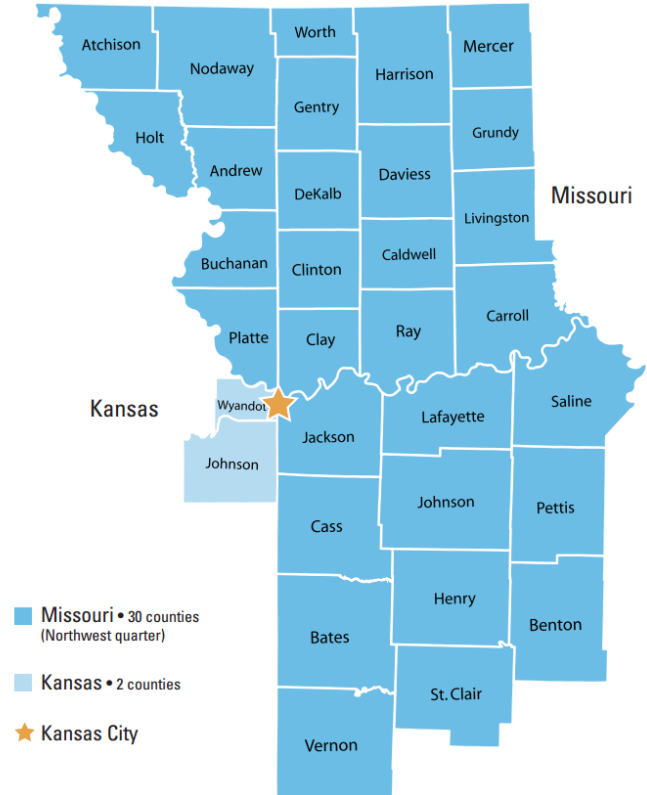 Worth
Atchison
Mercer
Nodaway
Harrison
Gentry
Grundy
Holt
Andrew
Daviess
DeKalb
Missouri
Livingston
Buchanan
Clinton
Caldwell
Carroll
Platte
Clay
Ray
Saline
Kansas
Wyandot
Lafayette
Jackson
Johnson
Johnson
Pettis
Cass
Henry
Missouri • 30 counties
(Northwest quarter)
Benton
Bates
Kansas • 2 counties
St. Clair
Kansas City
Vernon